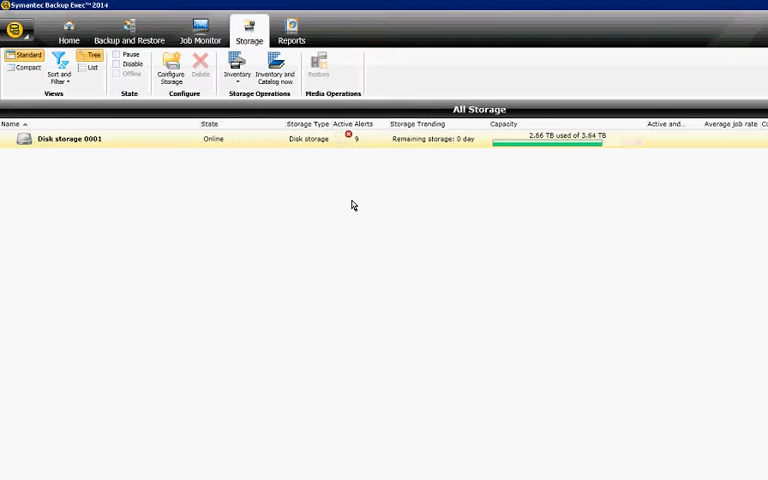 Symantec Backup Exec™ 2014
Home Backup and Restore Job Monitor Storage Reports
Standard Compact Sort and Filter Tree List Views
Pause Disable Offline State
Configure Storage Delete Configure
Inventory Inventory and Catalog now Storage Operations
Restore Media Operations
All Storage
Name State Storage Type Active Alerts Storage Trending Capacity Active and... Average job rate Co
Disk storage 0001 Online Disk storage 9 Remaining storage: 0 day 2.66 TB used of 3.64 TB